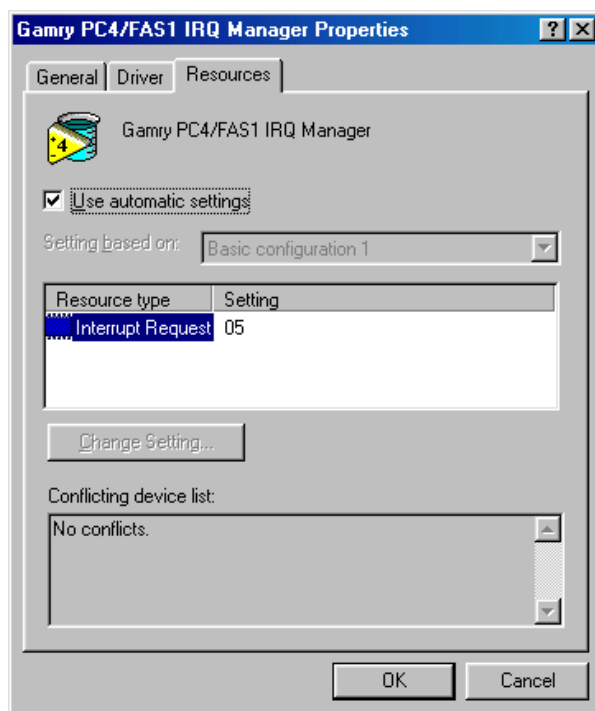 Gamry PC4/FAS1 IRQ Manager Properties
General Driver Resources
4
Gamry PC4/FAS1 IRQ Manager
Use automatic settings
Setting based on: Basic configuration 1
Resource type Setting
Interrupt Request 05
Change Setting...
Conflicting device list:
No conflicts.
OK Cancel